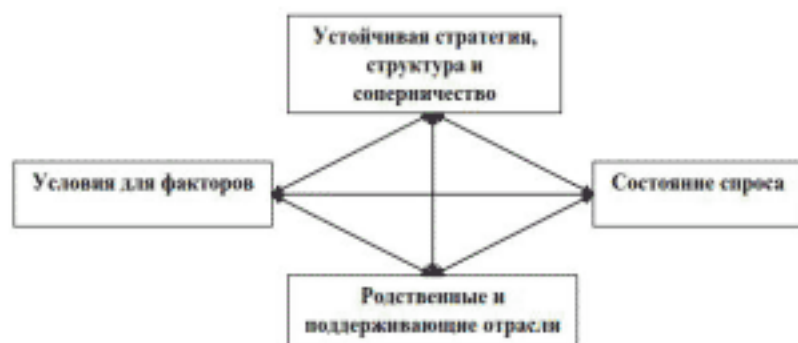 Устойчивая стратегия,
структура и
соперничество
Условия для факторов
Состояние спроса
Родственные и
поддерживающие отрасли